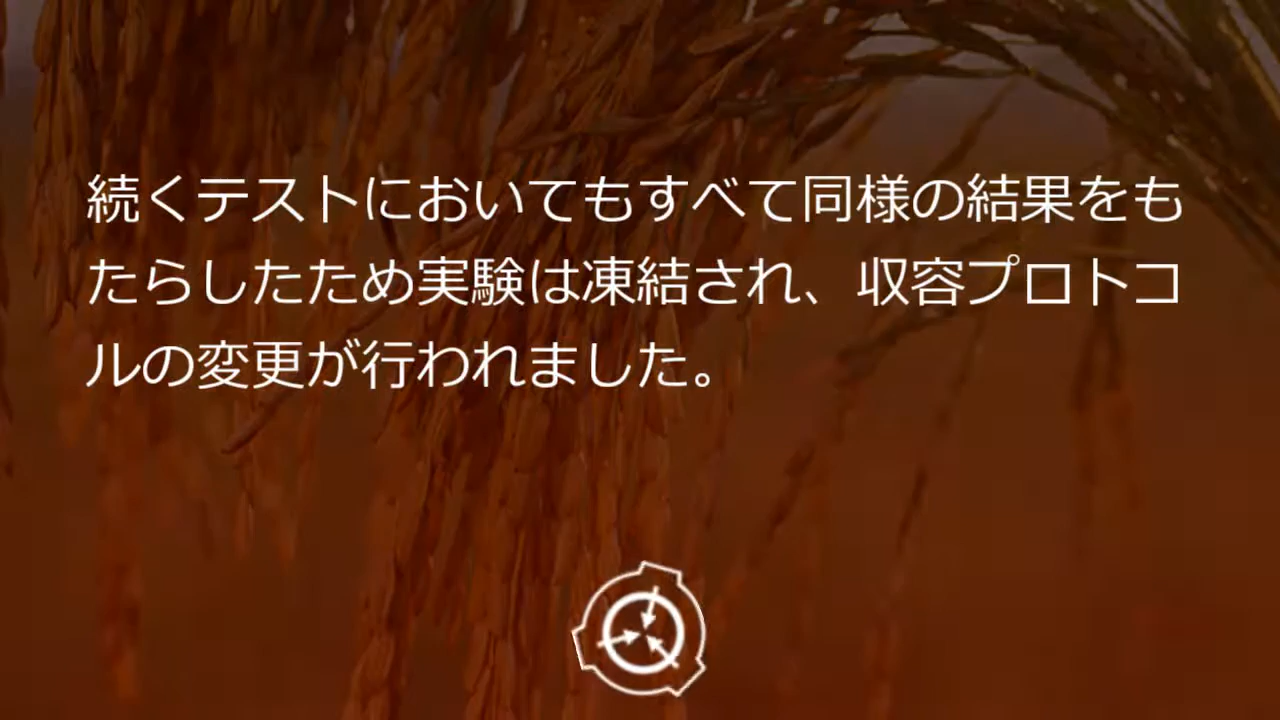 続くテストにおいてもすべて同様の結果をも
たらしたため実験は凍結され、収容プロトコ
ルの変更が行われました。